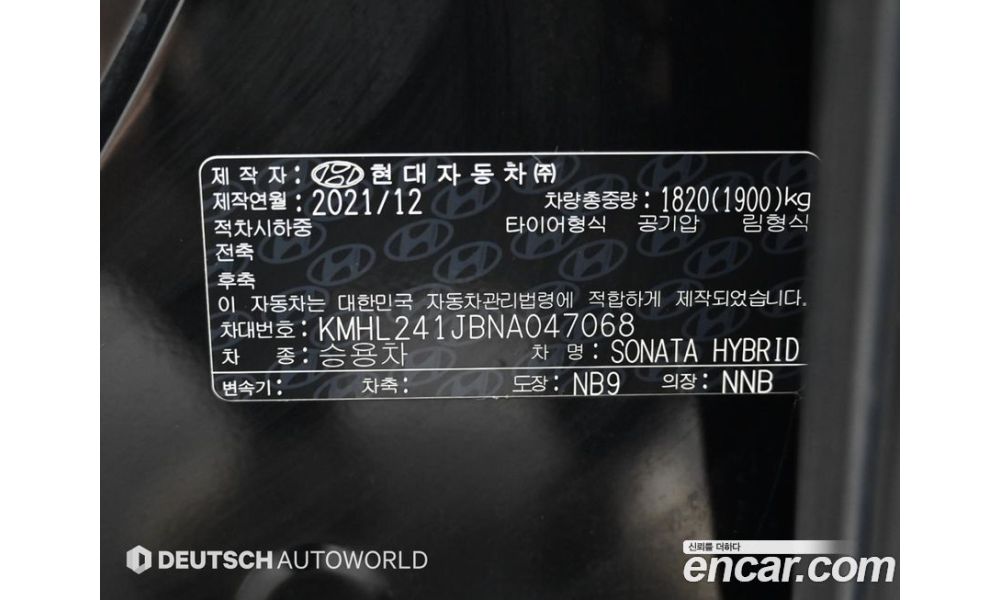 제 작 자 : 현대자동차㈜
제작연월 : 2021/12 차량총중량 : 1820(1900)kg
적차시하중 타이어형식 공기압 림형식
전축
후축
이 자동차는 대한민국 자동차관리법령에 적합하게 제작되었습니다.
차대번호 : KMHL241JBNA047068
차 종 : 승용차 차 명 : SONATA HYBRID
변속기 : 차축 : 도장 : NB9 의장 : NNB
DEUTSCH AUTOWORLD
신뢰를 더하다
encar.com